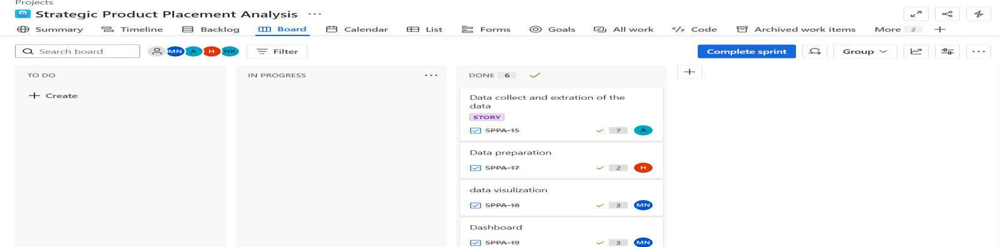 Projects
Strategic Product Placement Analysis ...
Summary Timeline Backlog Board Calendar List Forms Goals All work Code Archived work items More 2
Search board MN A H HK Filter Complete sprint Group
TO DO
Create
IN PROGRESS
DONE 6
Data collect and extration of the
data
STORY
SPPA-15 7 A
Data preparation
SPPA-17 2 H
data visulization
SPPA-18 3 MN
Dashboard
SPPA-19 3 MN